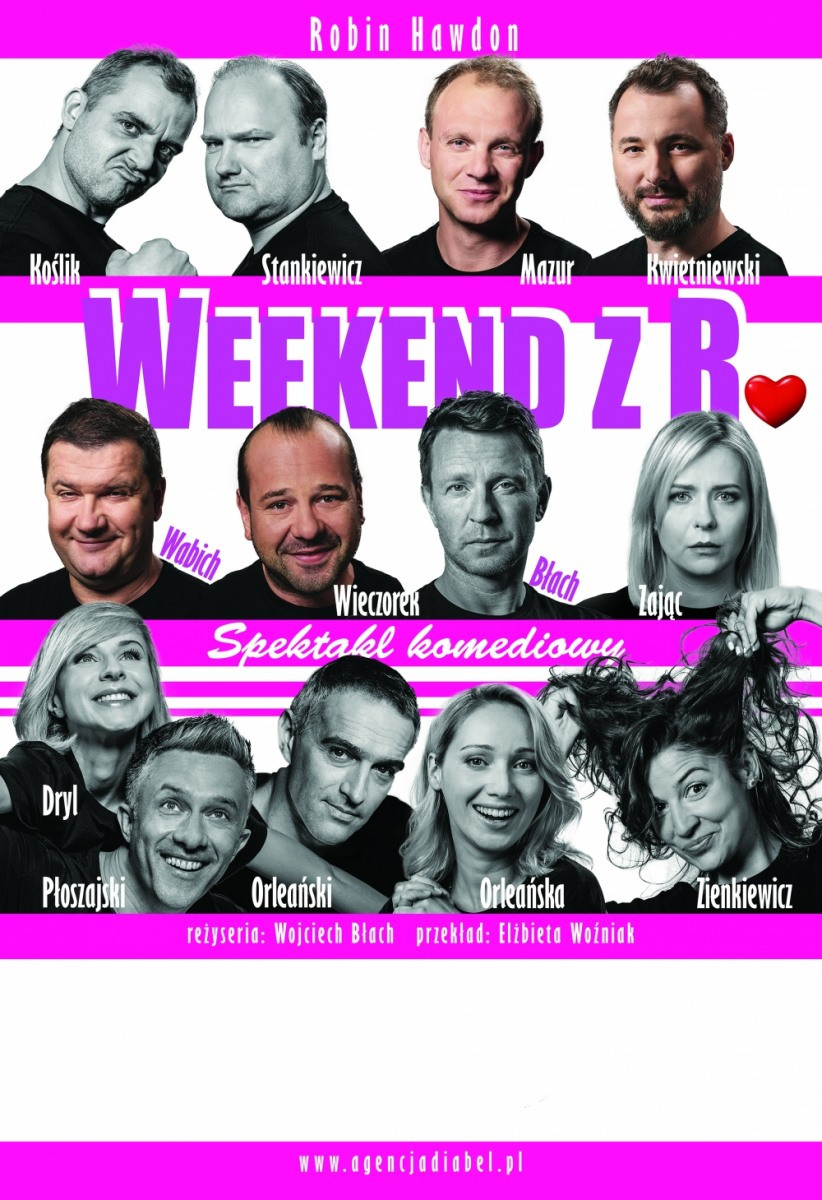 Robin Hawdon
Koślik Stankiewicz Mazur Kwietniewski
WEEKEND Z R.
Wabich Wieczorek Błach Zając
Spektakl komediowy
Dryl
Płoszajski Orleański Orleańska Zienkiewicz
reżyseria: Wojciech Błach przekład: Elżbieta Woźniak
www.agencjadiabel.pl